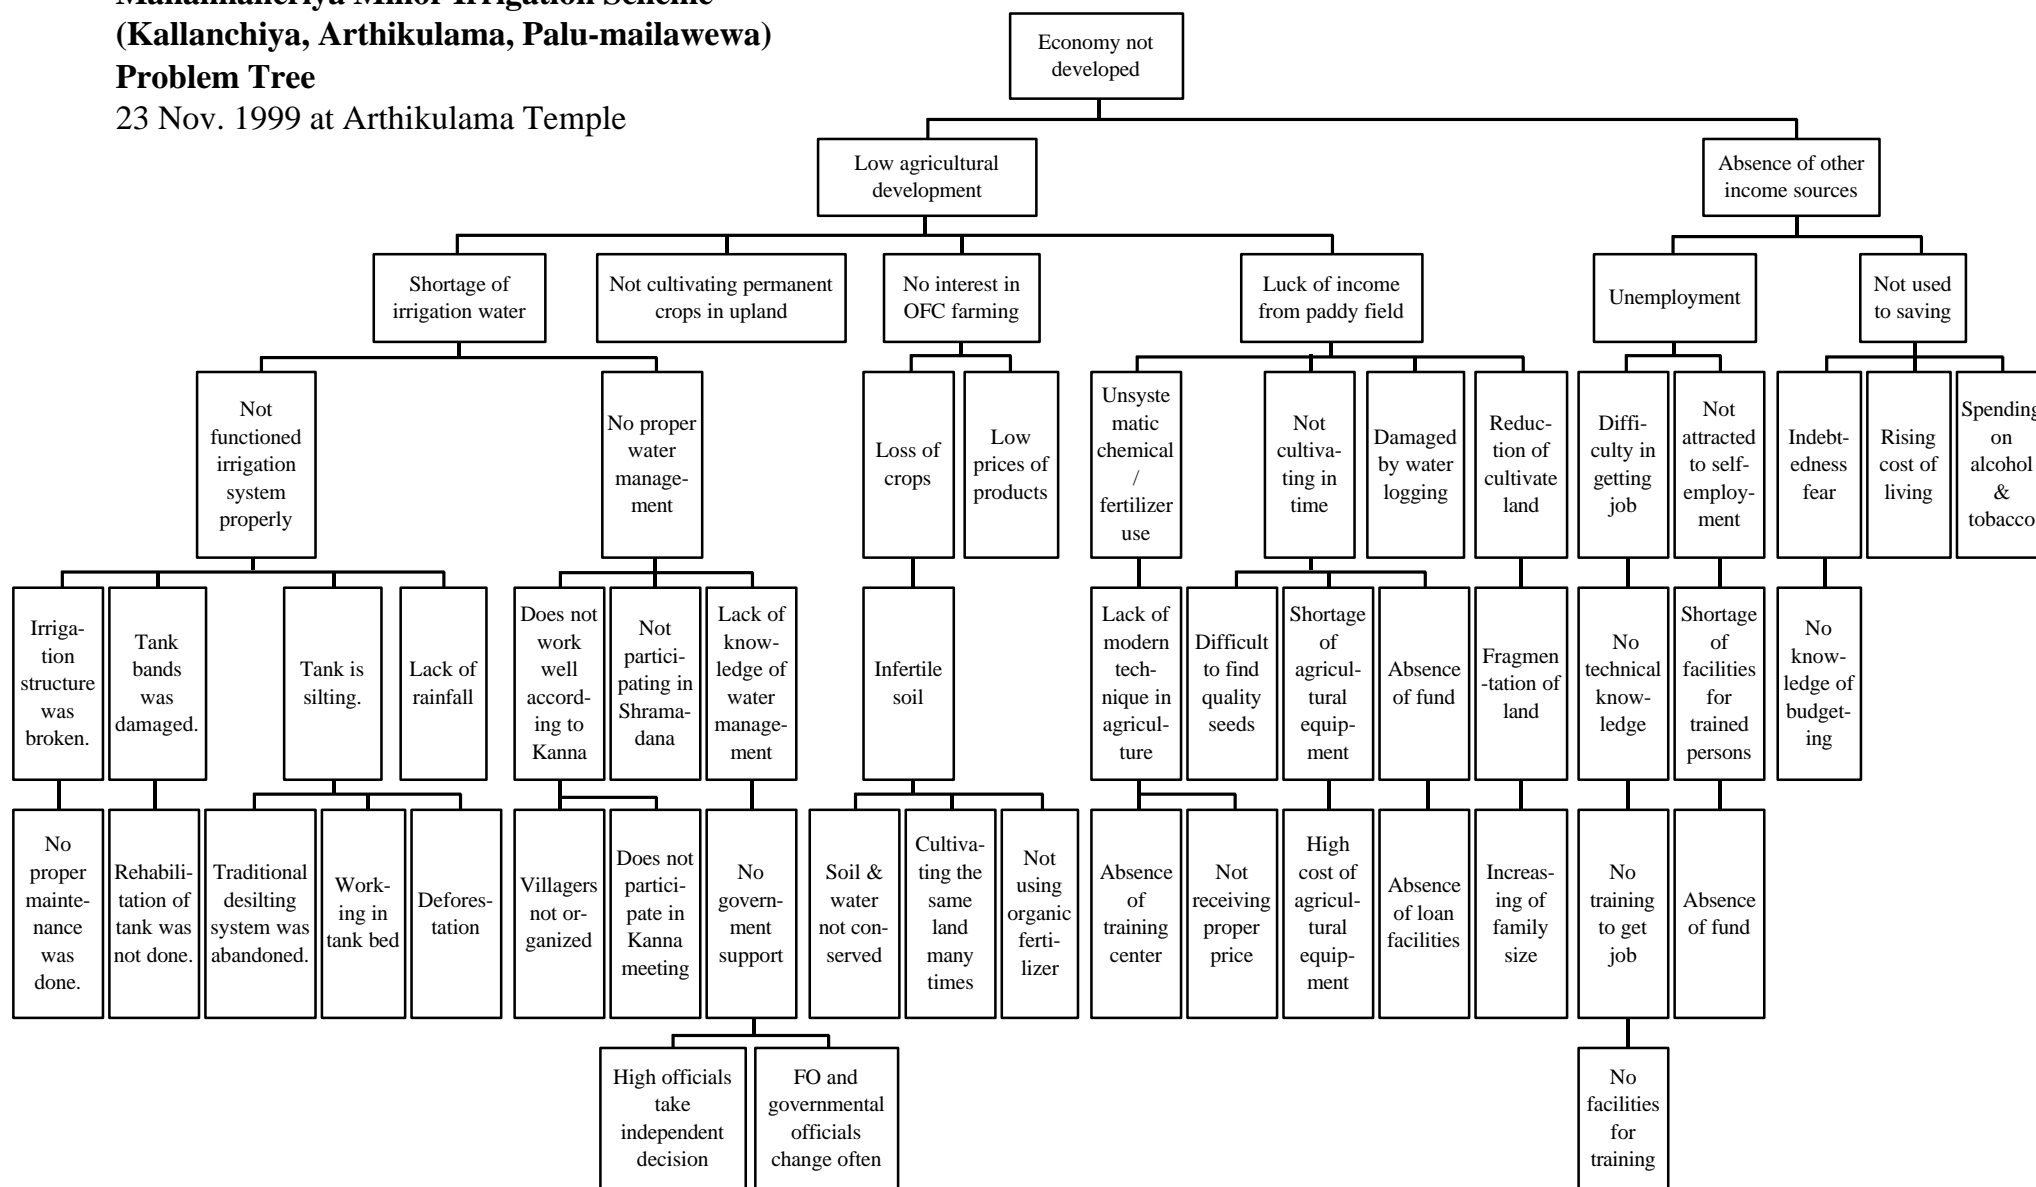 (Kallanchiya, Arthikulama, Palu-mailawewa)
Problem Tree
23 Nov. 1999 at Arthikulama Temple
Economy not
developed
Low agricultural
development
Absence of other
income sources
Shortage of
irrigation water
Not cultivating permanent
crops in upland
No interest in
OFC farming
Luck of income
from paddy field
Unemployment
Not used
to saving
Not
functioned
irrigation
system
properly
No proper
water
manage-
ment
Loss of
crops
Low
prices of
products
Unsyste
matic
chemical
/
fertilizer
use
Not
cultiva-
ting in
time
Damaged
by water
logging
Reduc-
tion of
cultivate
land
Diffi-
culty in
getting
job
Not
attracted
to self-
employ-
ment
Indebt-
edness
fear
Rising
cost of
living
Spending
on
alcohol
&
tobacco
Irriga-
tion
structure
was
broken.
Tank
bands
was
damaged.
Tank is
silting.
Lack of
rainfall
Does not
work
well
accord-
ing to
Kanna
Not
partici-
pating in
Shrama-
dana
Lack of
know-
ledge of
water
manage-
ment
Infertile
soil
Lack of
modern
tech-
nique in
agricul-
ture
Difficult
to find
quality
seeds
Shortage
of
agricul-
tural
equip-
ment
Absence
of fund
Fragmen
-tation of
land
No
technical
know-
ledge
Shortage
of
facilities
for
trained
persons
No
know-
ledge of
budget-
ing
No
proper
mainte-
nance
was
done.
Rehabili-
tation of
tank was
not done.
Traditional
desilting
system was
abandoned.
Work-
ing in
tank bed
Defores-
tation
Villagers
not or-
ganized
Does not
partici-
pate in
Kanna
meeting
No
govern-
ment
support
Soil &
water
not con-
served
Cultiva-
ting the
same
land
many
times
Not
using
organic
ferti-
lizer
Absence
of
training
center
Not
receiving
proper
price
High
cost of
agricul-
tural
equip-
ment
Absence
of loan
facilities
Increas-
ing of
family
size
No
training
to get
job
Absence
of fund
High officials
take
independent
decision
FO and
governmental
officials
change often
No
facilities
for
training